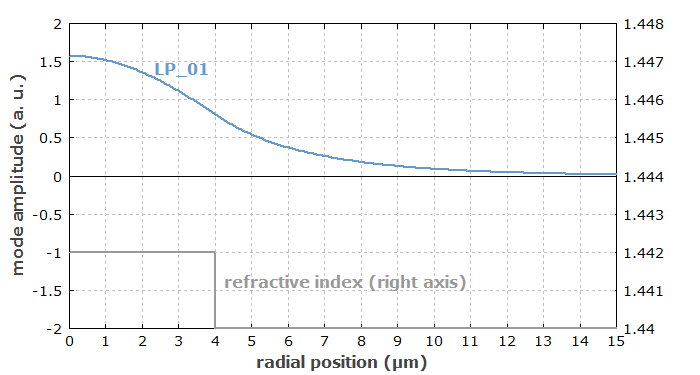 2 1.448
1.5 1.447
LP_01
1 1.446
0.5 1.445
0 1.444
-0.5 1.443
-1 1.442
refractive index (right axis)
-1.5 1.441
-2 1.44
0 1 2 3 4 5 6 7 8 9 10 11 12 13 14 15
radial position (µm)
mode amplitude (a. u.)